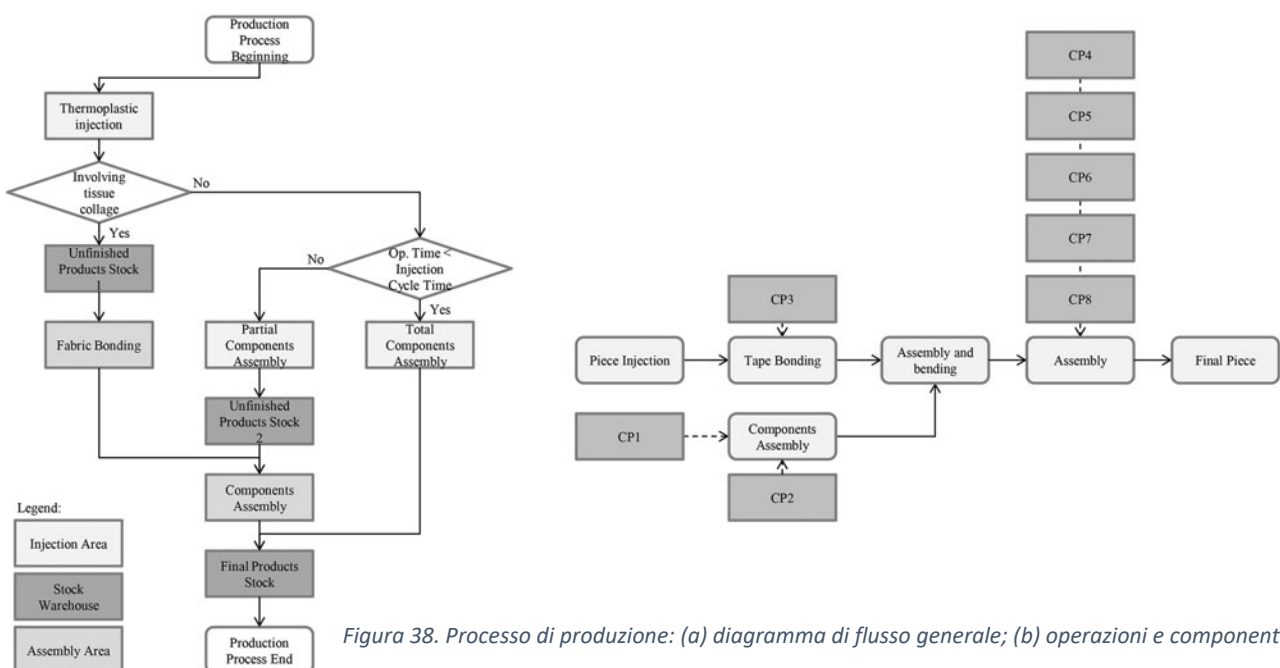 Production
Process
Beginning
Thermoplastic
injection
Involving
tissue
collage
No
Yes
Unfinished
Products Stock
1
Fabric Bonding
Op. Time <
Injection
Cycle Time
No
Yes
Partial
Components
Assembly
Total
Components
Assembly
Unfinished
Products Stock
2
Components
Assembly
Final Products
Stock
Production
Process End
Legend:
Injection Area
Stock
Warehouse
Assembly Area
CP4
CP5
CP6
CP7
CP8
CP3
Piece Injection
Tape Bonding
Assembly and
bending
Assembly
Final Piece
CP1
Components
Assembly
CP2
Figura 38. Processo di produzione: (a) diagramma di flusso generale; (b) operazioni e component